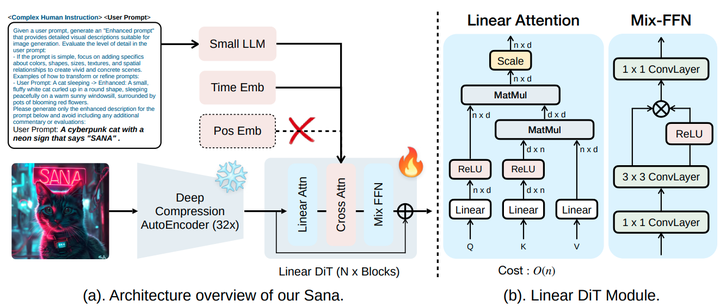 <Complex Human Instruction> <User Prompt>
Given a user prompt, generate an "Enhanced prompt"
that provides detailed visual descriptions suitable for
image generation. Evaluate the level of detail in the
user prompt:
- If the prompt is simple, focus on adding specifics
about colors, shapes, sizes, textures, and spatial
relationships to create vivid and concrete scenes.
Examples of how to transform or refine prompts:
- User Prompt: A cat sleeping -> Enhanced: A small,
fluffy white cat curled up in a round shape, sleeping
peacefully on a warm sunny windowsill, surrounded by
pots of blooming red flowers.
Please generate only the enhanced description for the
prompt below and avoid including any additional
commentary or evaluations:
User Prompt: A cyberpunk cat with a
neon sign that says "SANA" .
Small LLM
Time Emb
Pos Emb
SANA
Deep
Compression
AutoEncoder (32x)
Linear Attn
Cross Attn
Mix FFN
Linear DiT (N x Blocks)
(a). Architecture overview of our Sana.
Linear Attention
n x d
Scale
n x d
MatMul
d x d
MatMul
n x d
ReLU
n x d
d x n
ReLU
d x n
n x d
Linear
Linear
Linear
Q
K
V
Cost : O(n)
Mix-FFN
1 x 1 ConvLayer
ReLU
3 x 3 ConvLayer
1 x 1 ConvLayer
(b). Linear DiT Module.